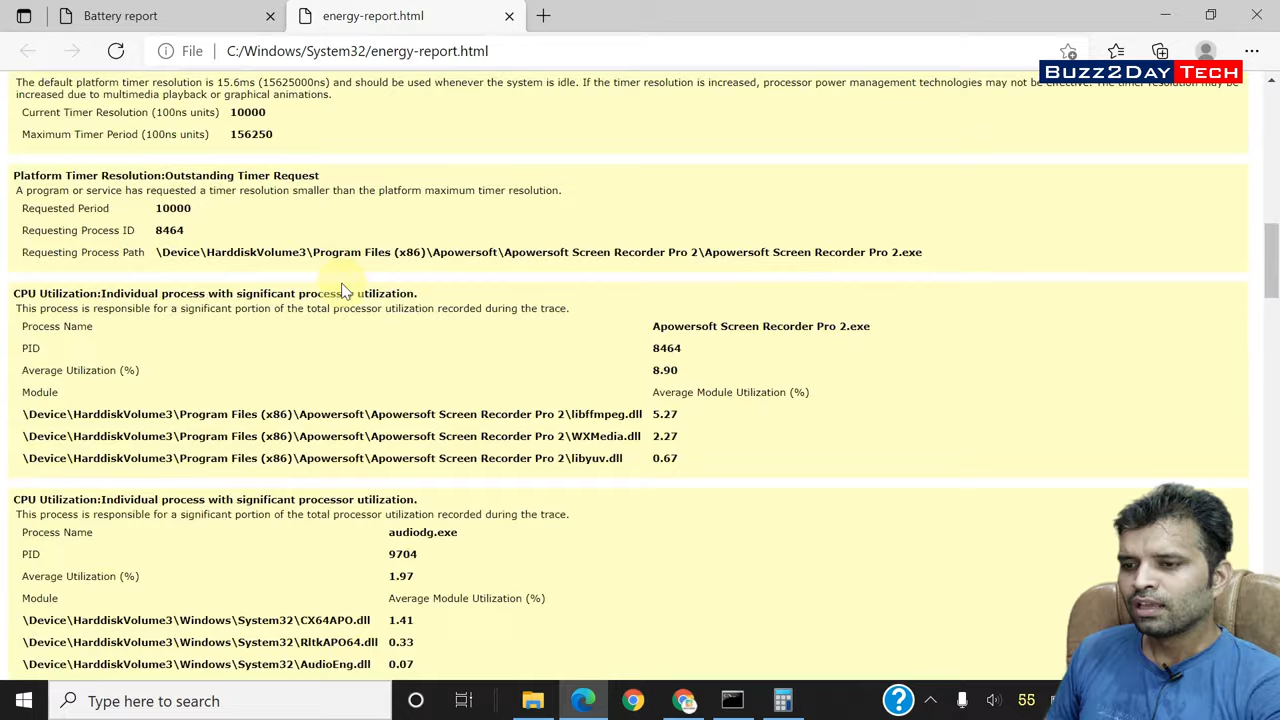 Battery report
energy-report.html
File
C:/Windows/System32/energy-report.html
Buzz2Day Tech
The default platform timer resolution is 15.6ms (15625000ns) and should be used whenever the system is idle. If the timer resolution is increased, processor power management technologies may not be effective. The timer resolution may be
increased due to multimedia playback or graphical animations.
Current Timer Resolution (100ns units) 10000
Maximum Timer Period (100ns units) 156250
Platform Timer Resolution:Outstanding Timer Request
A program or service has requested a timer resolution smaller than the platform maximum timer resolution.
Requested Period 10000
Requesting Process ID 8464
Requesting Process Path \Device\HarddiskVolume3\Program Files (x86)\Apowersoft\Apowersoft Screen Recorder Pro 2\Apowersoft Screen Recorder Pro 2.exe
CPU Utilization:Individual process with significant processor utilization.
This process is responsible for a significant portion of the total processor utilization recorded during the trace.
Process Name Apowersoft Screen Recorder Pro 2.exe
PID 8464
Average Utilization (%) 8.90
Module Average Module Utilization (%)
\Device\HarddiskVolume3\Program Files (x86)\Apowersoft\Apowersoft Screen Recorder Pro 2\libffmpeg.dll 5.27
\Device\HarddiskVolume3\Program Files (x86)\Apowersoft\Apowersoft Screen Recorder Pro 2\WXMedia.dll 2.27
\Device\HarddiskVolume3\Program Files (x86)\Apowersoft\Apowersoft Screen Recorder Pro 2\libyuv.dll 0.67
CPU Utilization:Individual process with significant processor utilization.
This process is responsible for a significant portion of the total processor utilization recorded during the trace.
Process Name audiodg.exe
PID 9704
Average Utilization (%) 1.97
Module Average Module Utilization (%)
\Device\HarddiskVolume3\Windows\System32\CX64APO.dll 1.41
\Device\HarddiskVolume3\Windows\System32\RltkAPO64.dll 0.33
\Device\HarddiskVolume3\Windows\System32\AudioEng.dll 0.07
Type here to search
55